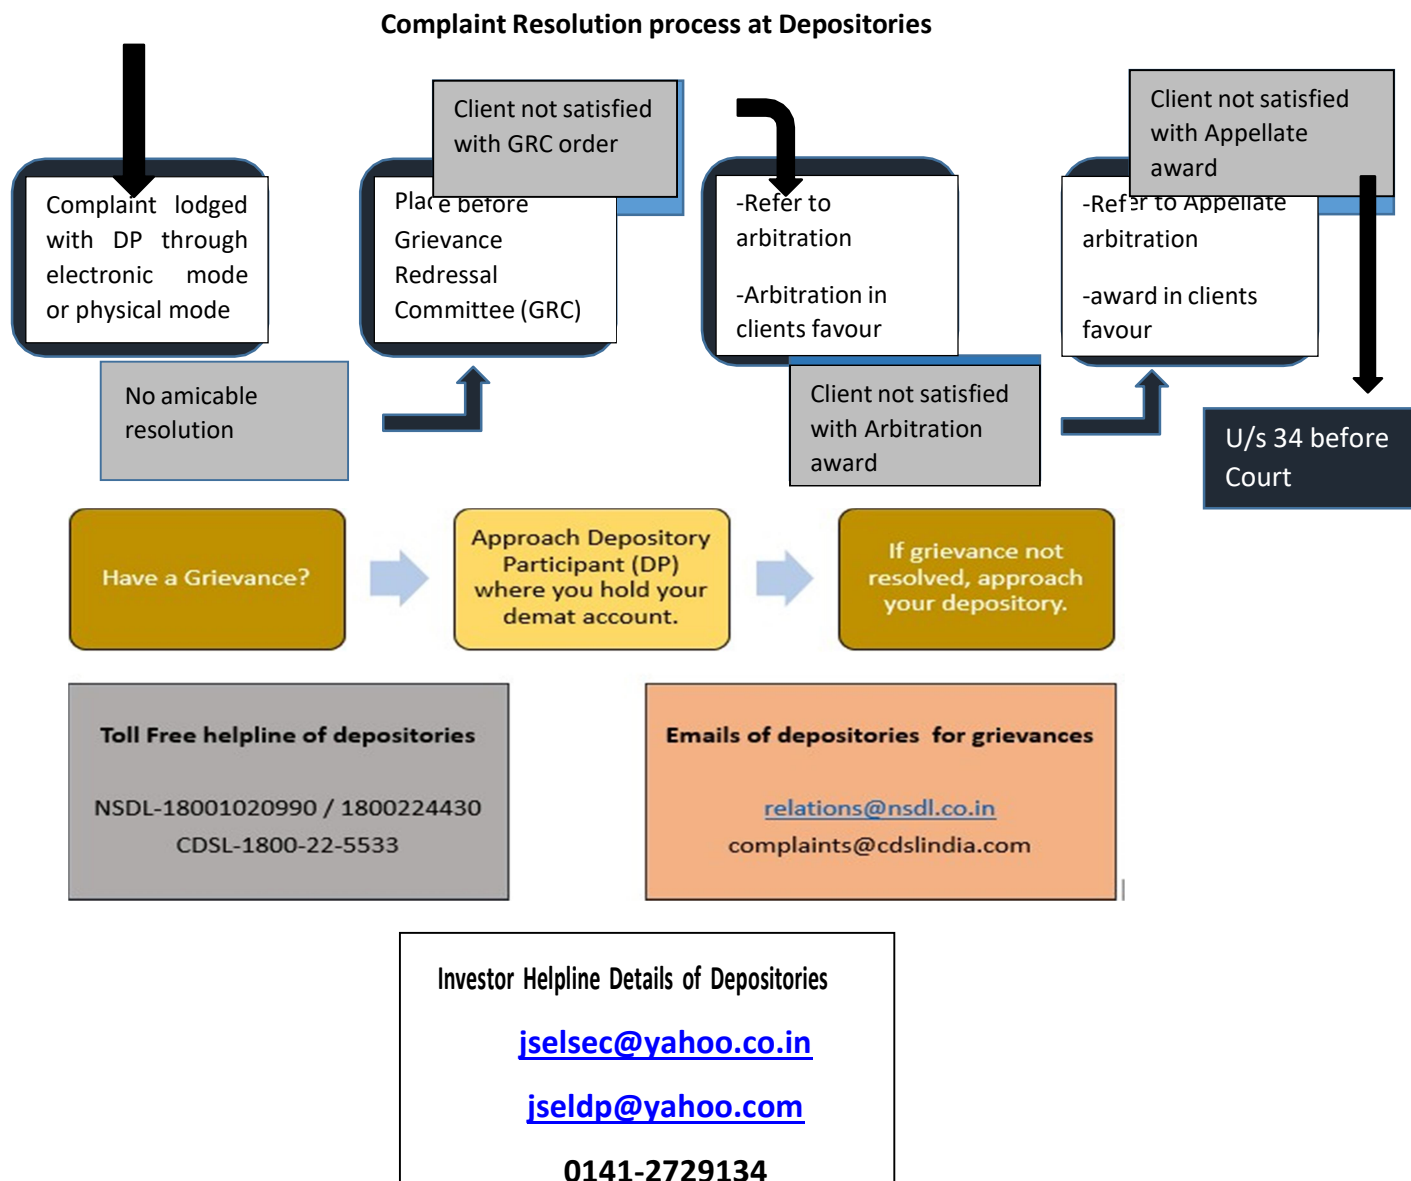 Complaint Resolution process at Depositories
Client not satisfied
with GRC order
Client not satisfied
with Appellate
award
Complaint lodged
with DP through
electronic mode
or physical mode
Place before
Grievance
Redressal
Committee (GRC)
-Refer to
arbitration
-Arbitration in
clients favour
-Refer to Appellate
arbitration
-award in clients
favour
No amicable
resolution
Client not satisfied
with Arbitration
award
U/s 34 before
Court
Have a Grievance?
Approach Depository
Participant (DP)
where you hold your
demat account.
If grievance not
resolved, approach
your depository.
Toll Free helpline of depositories
NSDL-18001020990 / 1800224430
CDSL-1800-22-5533
Emails of depositories for grievances
relations@nsdl.co.in
complaints@cdslindia.com
Investor Helpline Details of Depositories
jselsec@yahoo.co.in
jseldp@yahoo.com
0141-2729134